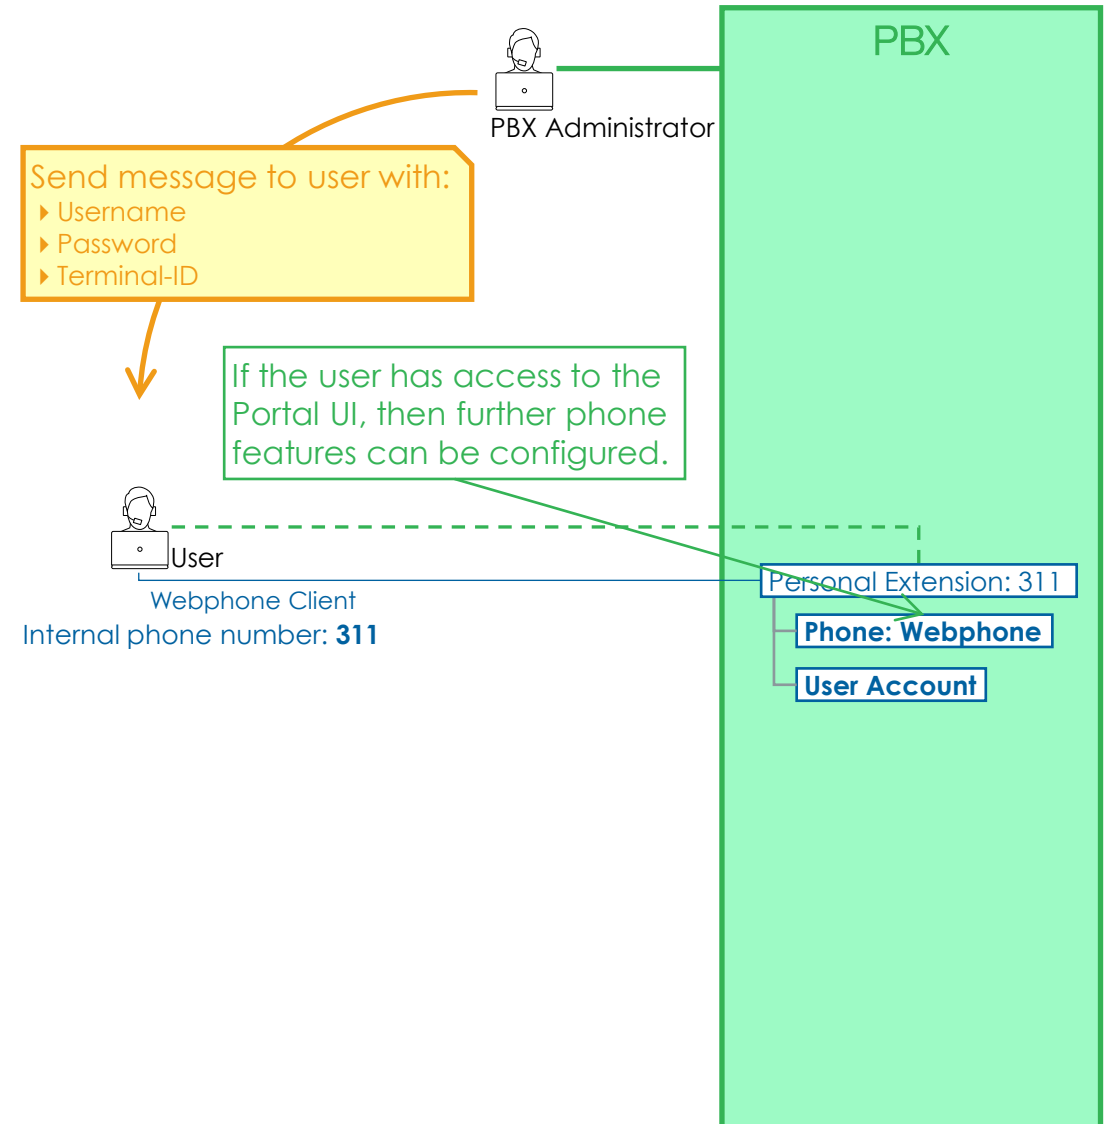 PBX
PBX Administrator
Send message to user with:
Username
Password
Terminal-ID
If the user has access to the
Portal UI, then further phone
features can be configured.
User
Webphone Client
Internal phone number: 311
Personal Extension: 311
Phone: Webphone
User Account